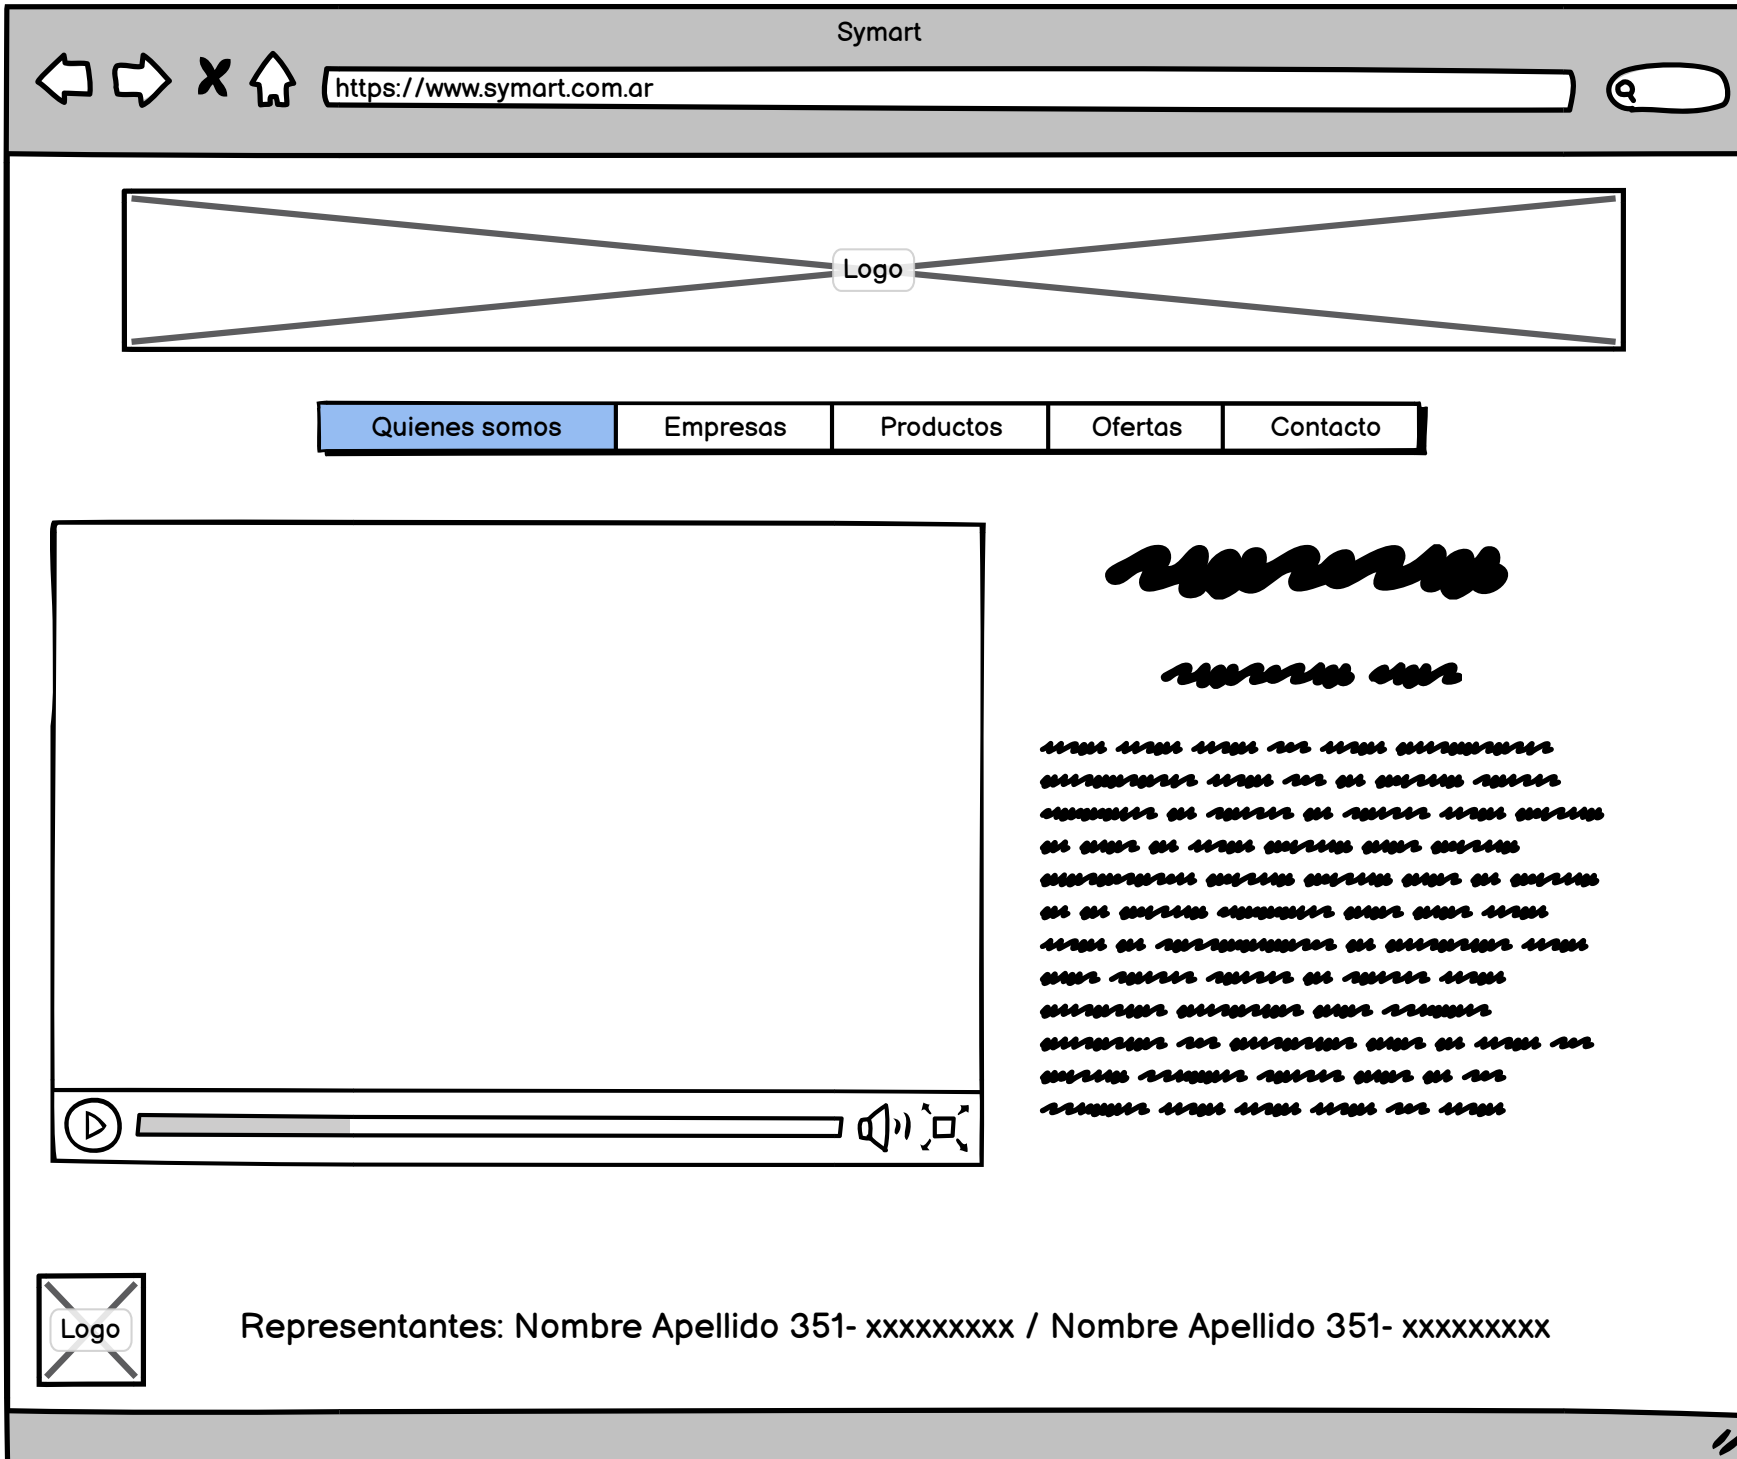 Symart
https://www.symart.com.ar
Logo
Quienes somos Empresas Productos Ofertas Contacto
Logo
Representantes: Nombre Apellido 351- xxxxxxxxx / Nombre Apellido 351- xxxxxxxxx